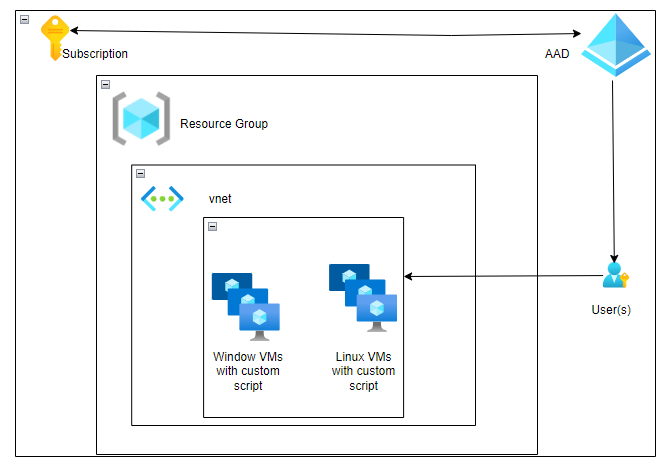 Subscription
AAD
Resource Group
vnet
Window VMs
with custom
script
Linux VMs
with custom
script
User(s)